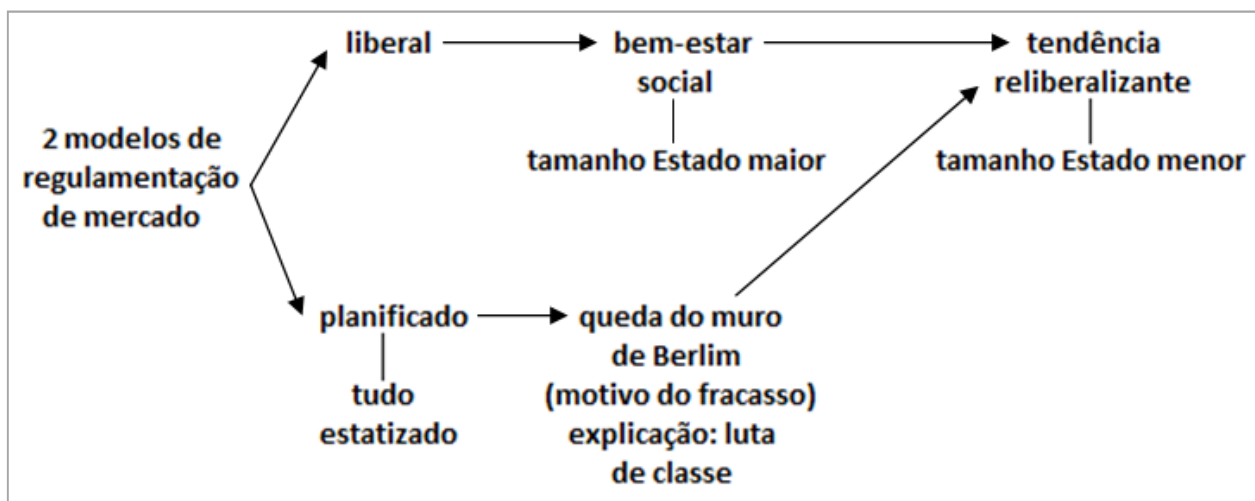 2 modelos de
regulamentação
de mercado
liberal
bem-estar
social
tamanho Estado maior
tendência
reliberalizante
tamanho Estado menor
planificado
tudo
estatizado
queda do muro
de Berlim
(motivo do fracasso)
explicação: luta
de classe